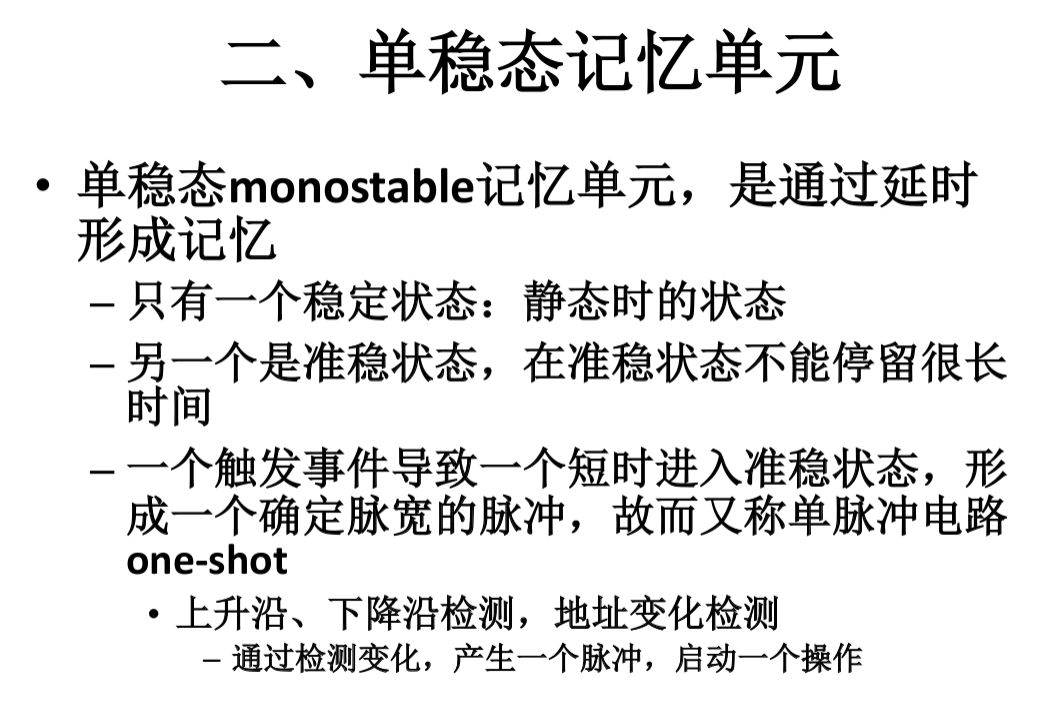 二、单稳态记忆单元
• 单稳态monostable记忆单元，是通过延时
形成记忆
– 只有一个稳定状态：静态时的状态
– 另一个是准稳状态，在准稳状态不能停留很长
时间
– 一个触发事件导致一个短时进入准稳状态，形
成一个确定脉宽的脉冲，故而又称单脉冲电路
one-shot
• 上升沿、下降沿检测，地址变化检测
– 通过检测变化，产生一个脉冲，启动一个操作